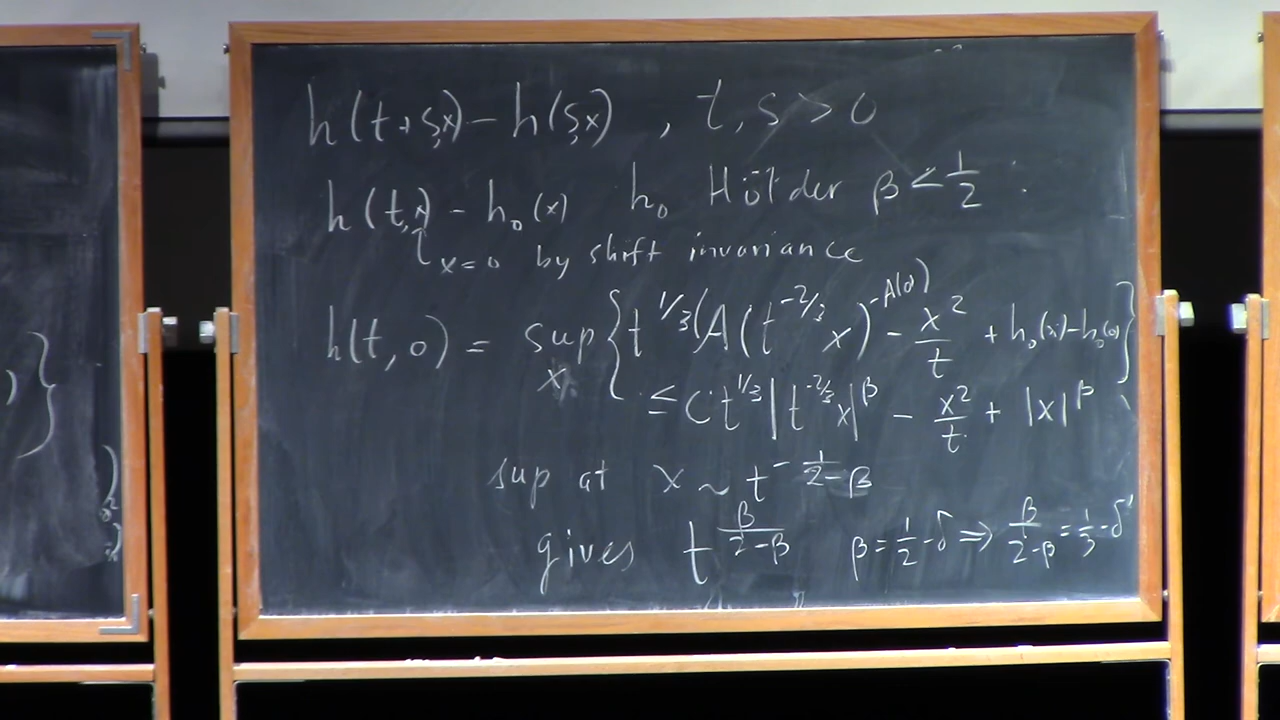 h(t+s,x) - h(s,x) , t, s > 0
h(t,x) - h₀(x) h₀ Hölder β < 1/2 :
x=0 by shift invariance
h(t,0) = sup_x { t^{1/3}(A(t^{-2/3} x) - A(0)) - x²/t + h₀(x) - h₀(0) }
≤ C t^{1/3} |t^{-2/3} x|^β - x²/t + |x|^β
sup at x ~ t^{-1/(2-β)}
gives t^{β/(2-β)} β = 1/2 - δ ⇒ β/(2-β) = 1/3 - δ'